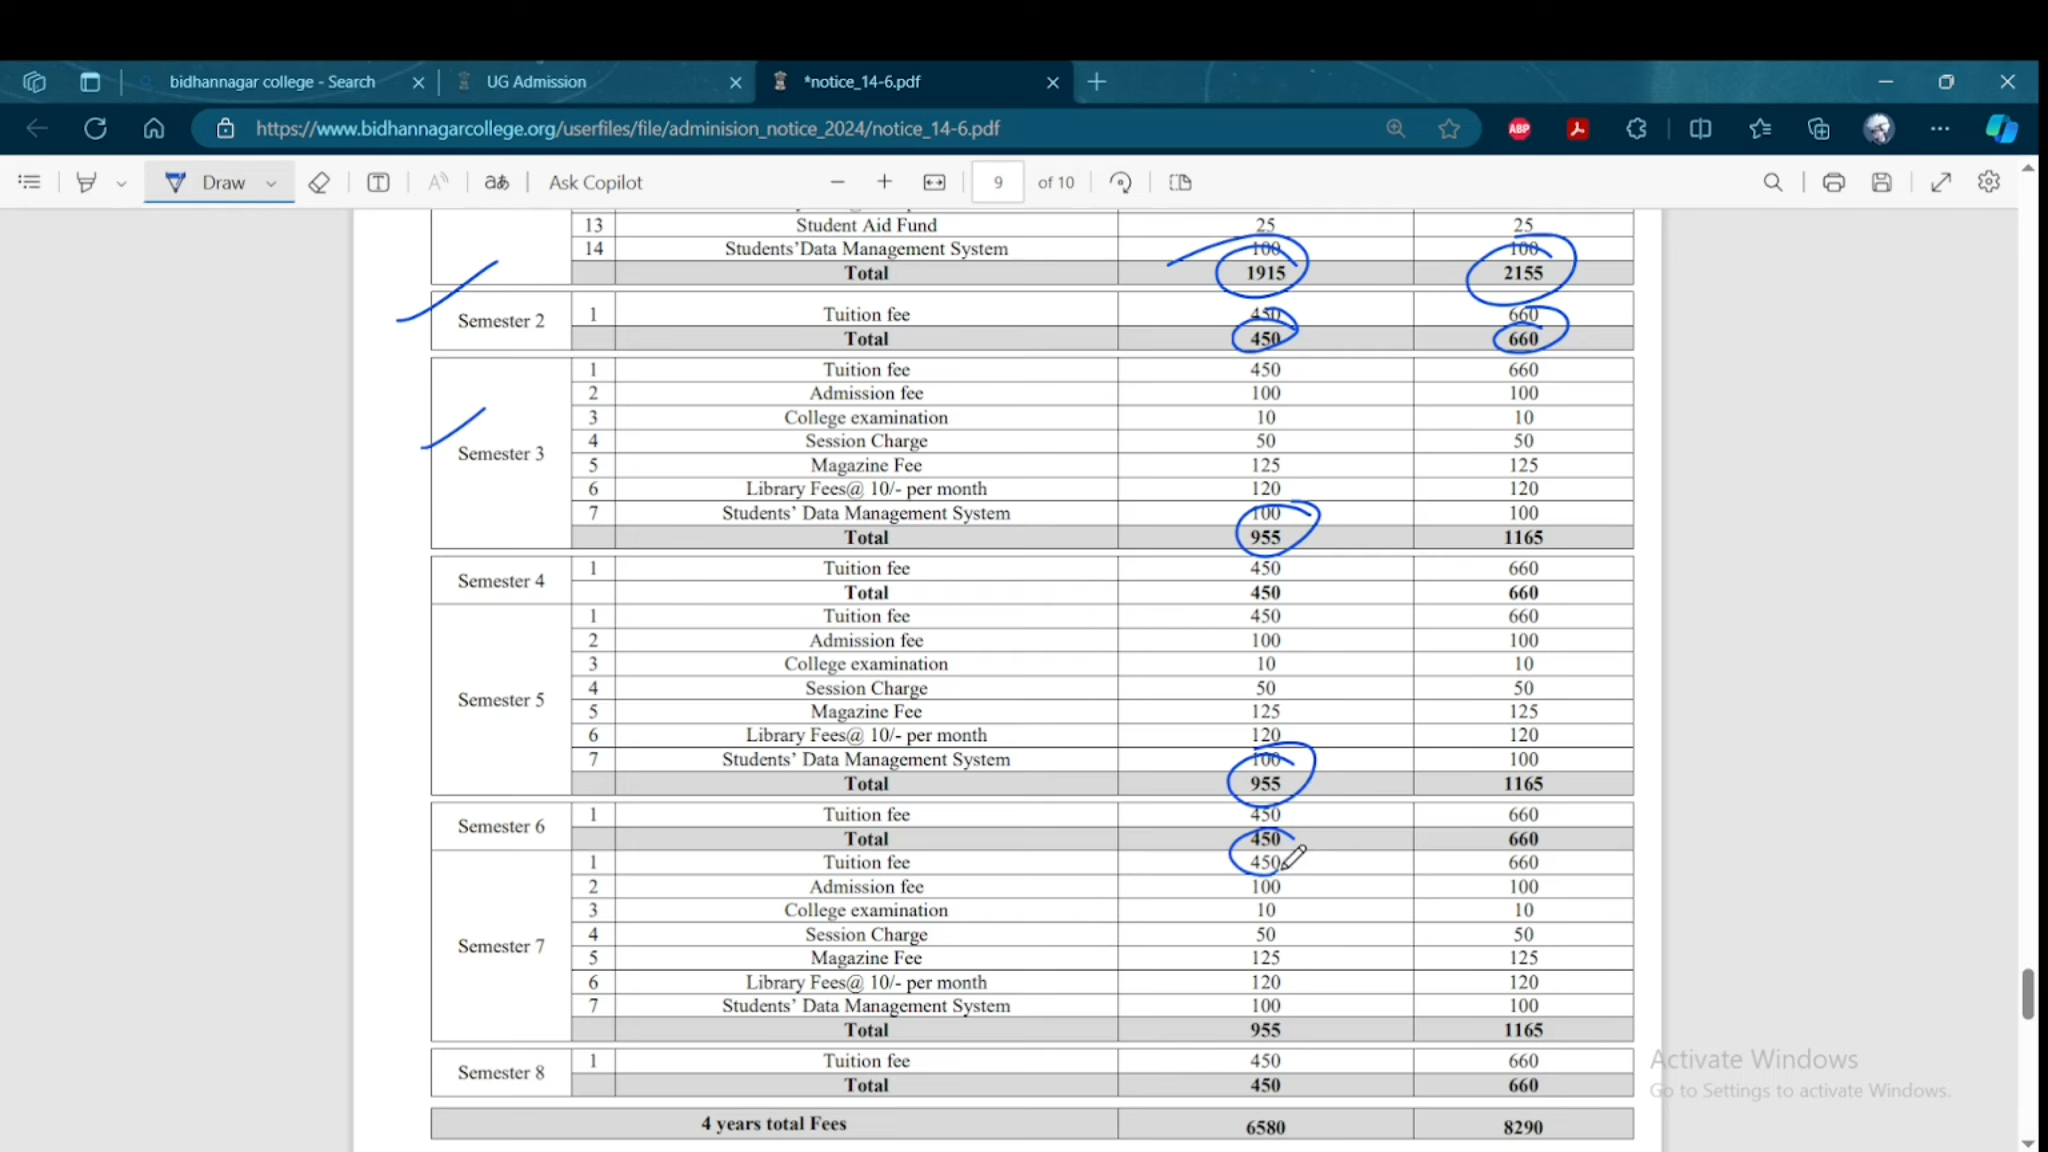 bidhannagar college - Search
UG Admission
*notice_14-6.pdf
https://www.bidhannagarcollege.org/userfiles/file/adminision_notice_2024/notice_14-6.pdf
ABP
Draw
Ask Copilot
9 of 10
13 Student Aid Fund 25 25
14 Students'Data Management System 100 100
Total 1915 2155
Semester 2
1 Tuition fee 450 660
Total 450 660
Semester 3
1 Tuition fee 450 660
2 Admission fee 100 100
3 College examination 10 10
4 Session Charge 50 50
5 Magazine Fee 125 125
6 Library Fees@ 10/- per month 120 120
7 Students' Data Management System 100 100
Total 955 1165
Semester 4
1 Tuition fee 450 660
Total 450 660
Semester 5
1 Tuition fee 450 660
2 Admission fee 100 100
3 College examination 10 10
4 Session Charge 50 50
5 Magazine Fee 125 125
6 Library Fees@ 10/- per month 120 120
7 Students' Data Management System 100 100
Total 955 1165
Semester 6
1 Tuition fee 450 660
Total 450 660
Semester 7
1 Tuition fee 450 660
2 Admission fee 100 100
3 College examination 10 10
4 Session Charge 50 50
5 Magazine Fee 125 125
6 Library Fees@ 10/- per month 120 120
7 Students' Data Management System 100 100
Total 955 1165
Semester 8
1 Tuition fee 450 660
Total 450 660
4 years total Fees 6580 8290
Activate Windows
Go to Settings to activate Windows.